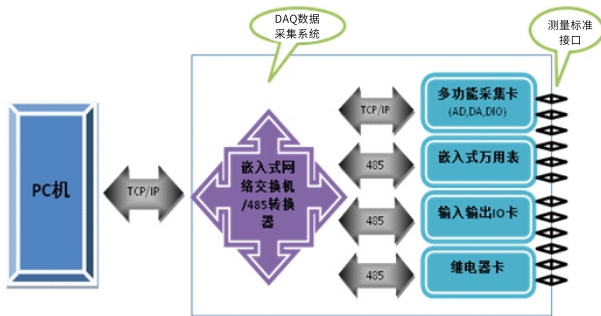 DAQ数据
采集系统
测量标准
接口
PC机
TCP/IP
嵌入式网
络交换机
/485转换
器
TCP/IP
多功能采集卡
(AD,DA,DIO)
485
嵌入式万用表
485
输入输出IO卡
485
继电器卡